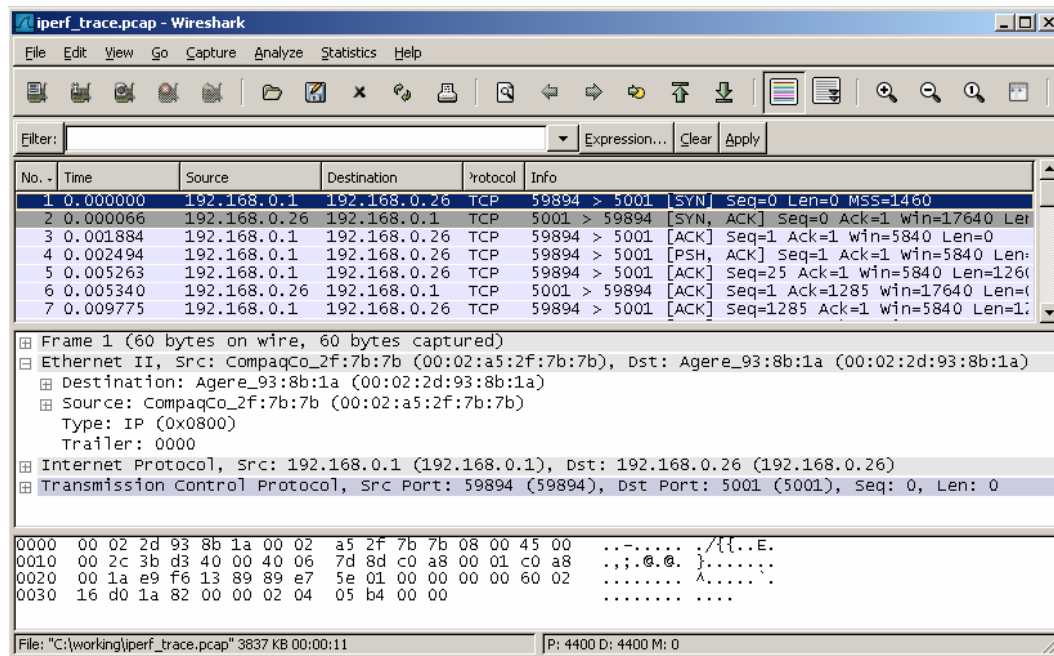 iperf_trace.pcap - Wireshark
File Edit View Go Capture Analyze Statistics Help
Filter: Expression... Clear Apply
No. . Time Source Destination Protocol Info
1 0.000000 192.168.0.1 192.168.0.26 TCP 59894 > 5001 [SYN] Seq=0 Len=0 MSS=1460
2 0.000066 192.168.0.26 192.168.0.1 TCP 5001 > 59894 [SYN, ACK] Seq=0 Ack=1 Win=17640 Ler
3 0.001884 192.168.0.1 192.168.0.26 TCP 59894 > 5001 [ACK] Seq=1 Ack=1 Win=5840 Len=0
4 0.002494 192.168.0.1 192.168.0.26 TCP 59894 > 5001 [PSH, ACK] Seq=1 Ack=1 Win=5840 Len=
5 0.005263 192.168.0.1 192.168.0.26 TCP 59894 > 5001 [ACK] Seq=25 Ack=1 Win=5840 Len=126(
6 0.005340 192.168.0.26 192.168.0.1 TCP 5001 > 59894 [ACK] Seq=1 Ack=1285 Win=17640 Len=(
7 0.009775 192.168.0.1 192.168.0.26 TCP 59894 > 5001 [ACK] Seq=1285 Ack=1 Win=5840 Len=1.
Frame 1 (60 bytes on wire, 60 bytes captured)
Ethernet II, Src: CompaqCo_2f:7b:7b (00:02:a5:2f:7b:7b), Dst: Agere_93:8b:1a (00:02:2d:93:8b:1a)
Destination: Agere_93:8b:1a (00:02:2d:93:8b:1a)
Source: CompaqCo_2f:7b:7b (00:02:a5:2f:7b:7b)
Type: IP (0x0800)
Trailer: 0000
Internet Protocol, Src: 192.168.0.1 (192.168.0.1), Dst: 192.168.0.26 (192.168.0.26)
Transmission Control Protocol, Src Port: 59894 (59894), Dst Port: 5001 (5001), Seq: 0, Len: 0
0000 00 02 2d 93 8b 1a 00 02 a5 2f 7b 7b 08 00 45 00 ..-..... ./{{..E.
0010 00 2c 3b d3 40 00 40 06 7d 8d c0 a8 00 01 c0 a8 .,;.@.@. }.......
0020 00 1a e9 f6 13 89 89 e7 5e 01 00 00 00 00 60 02 ........ ^.....`.
0030 16 d0 1a 82 00 00 02 04 05 b4 00 00 ........ ....
File: "C:\working\iperf_trace.pcap" 3837 KB 00:00:11 P: 4400 D: 4400 M: 0